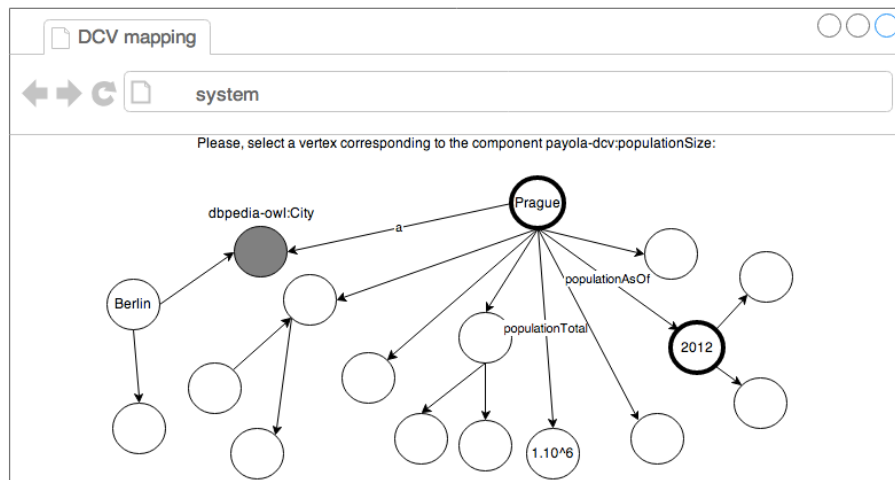 DCV mapping
system
Please, select a vertex corresponding to the component payola-dcv:populationSize:
Prague
dbpedia-owl:City
a
populationAsOf
Berlin
populationTotal
2012
1.10^6